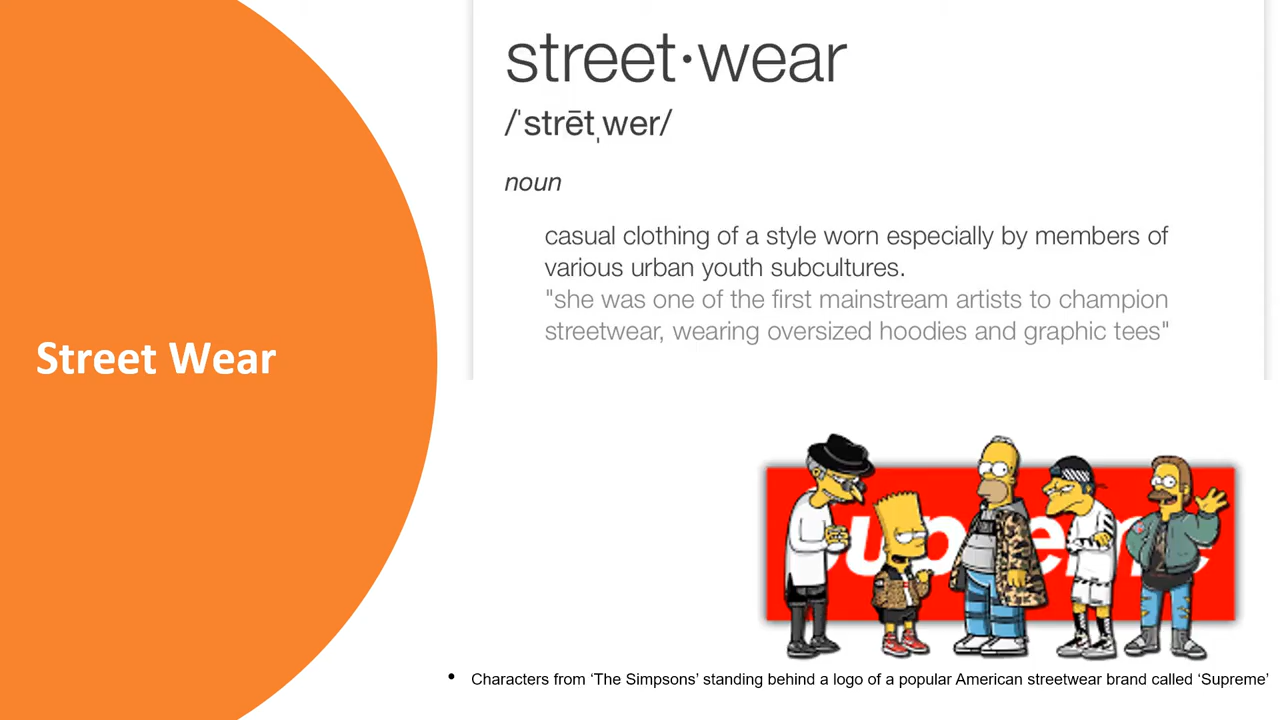 street·wear
/ˈstrētˌwer/
noun
casual clothing of a style worn especially by members of
various urban youth subcultures.
"she was one of the first mainstream artists to champion
streetwear, wearing oversized hoodies and graphic tees"
Street Wear
Supreme
• Characters from ‘The Simpsons’ standing behind a logo of a popular American streetwear brand called ‘Supreme’